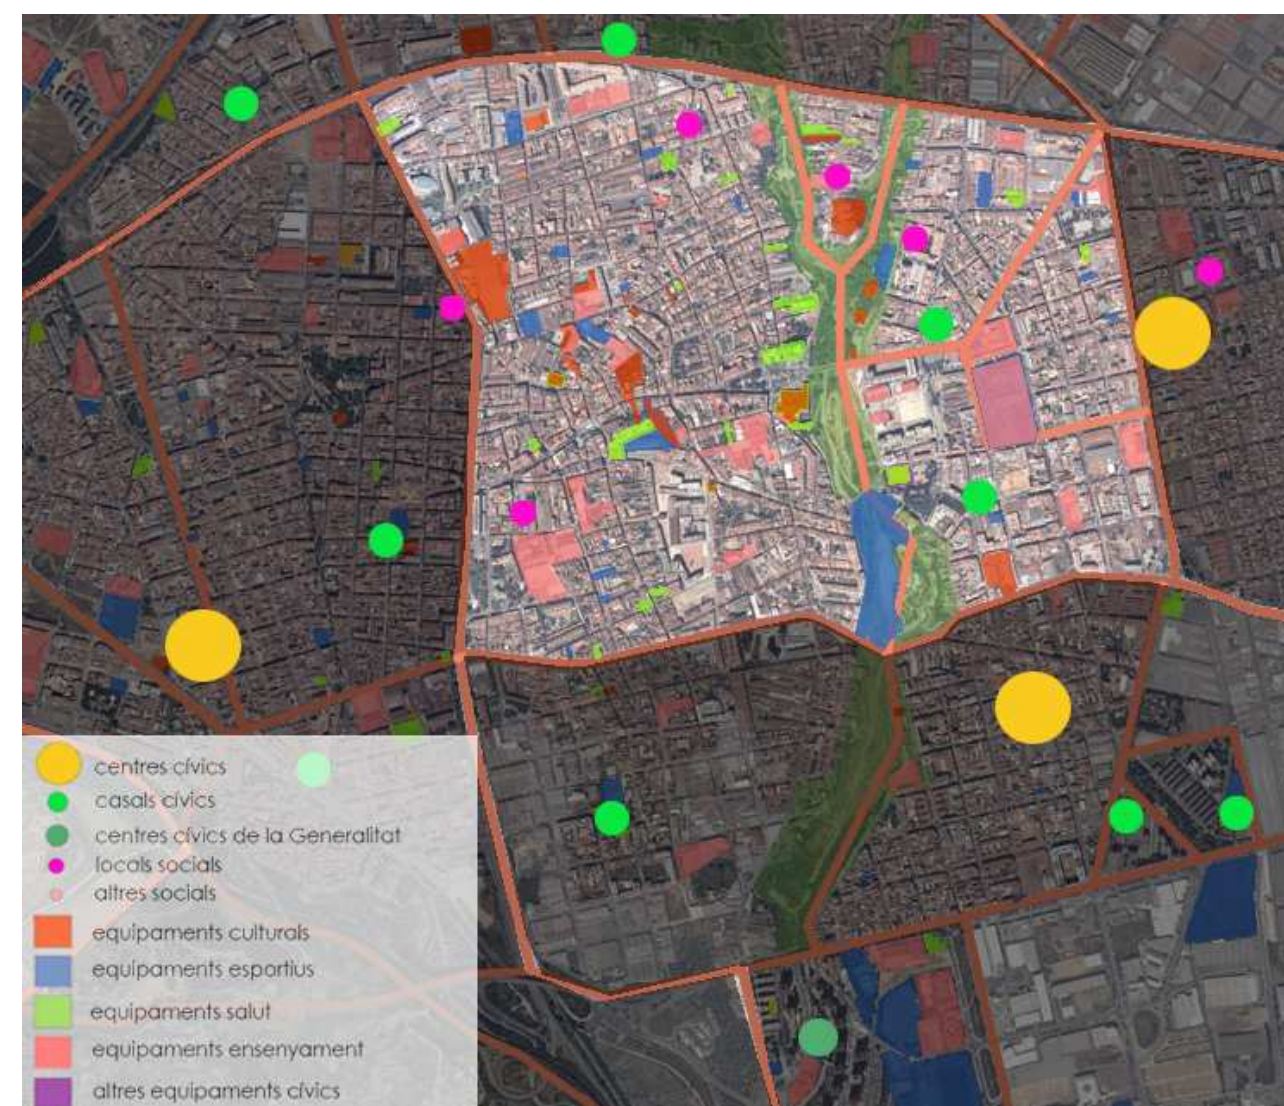 centres cívics
casals cívics
centres cívics de la Generalitat
locals socials
altres socials
equipaments culturals
equipaments esportius
equipaments salut
equipaments ensenyament
altres equipaments cívics